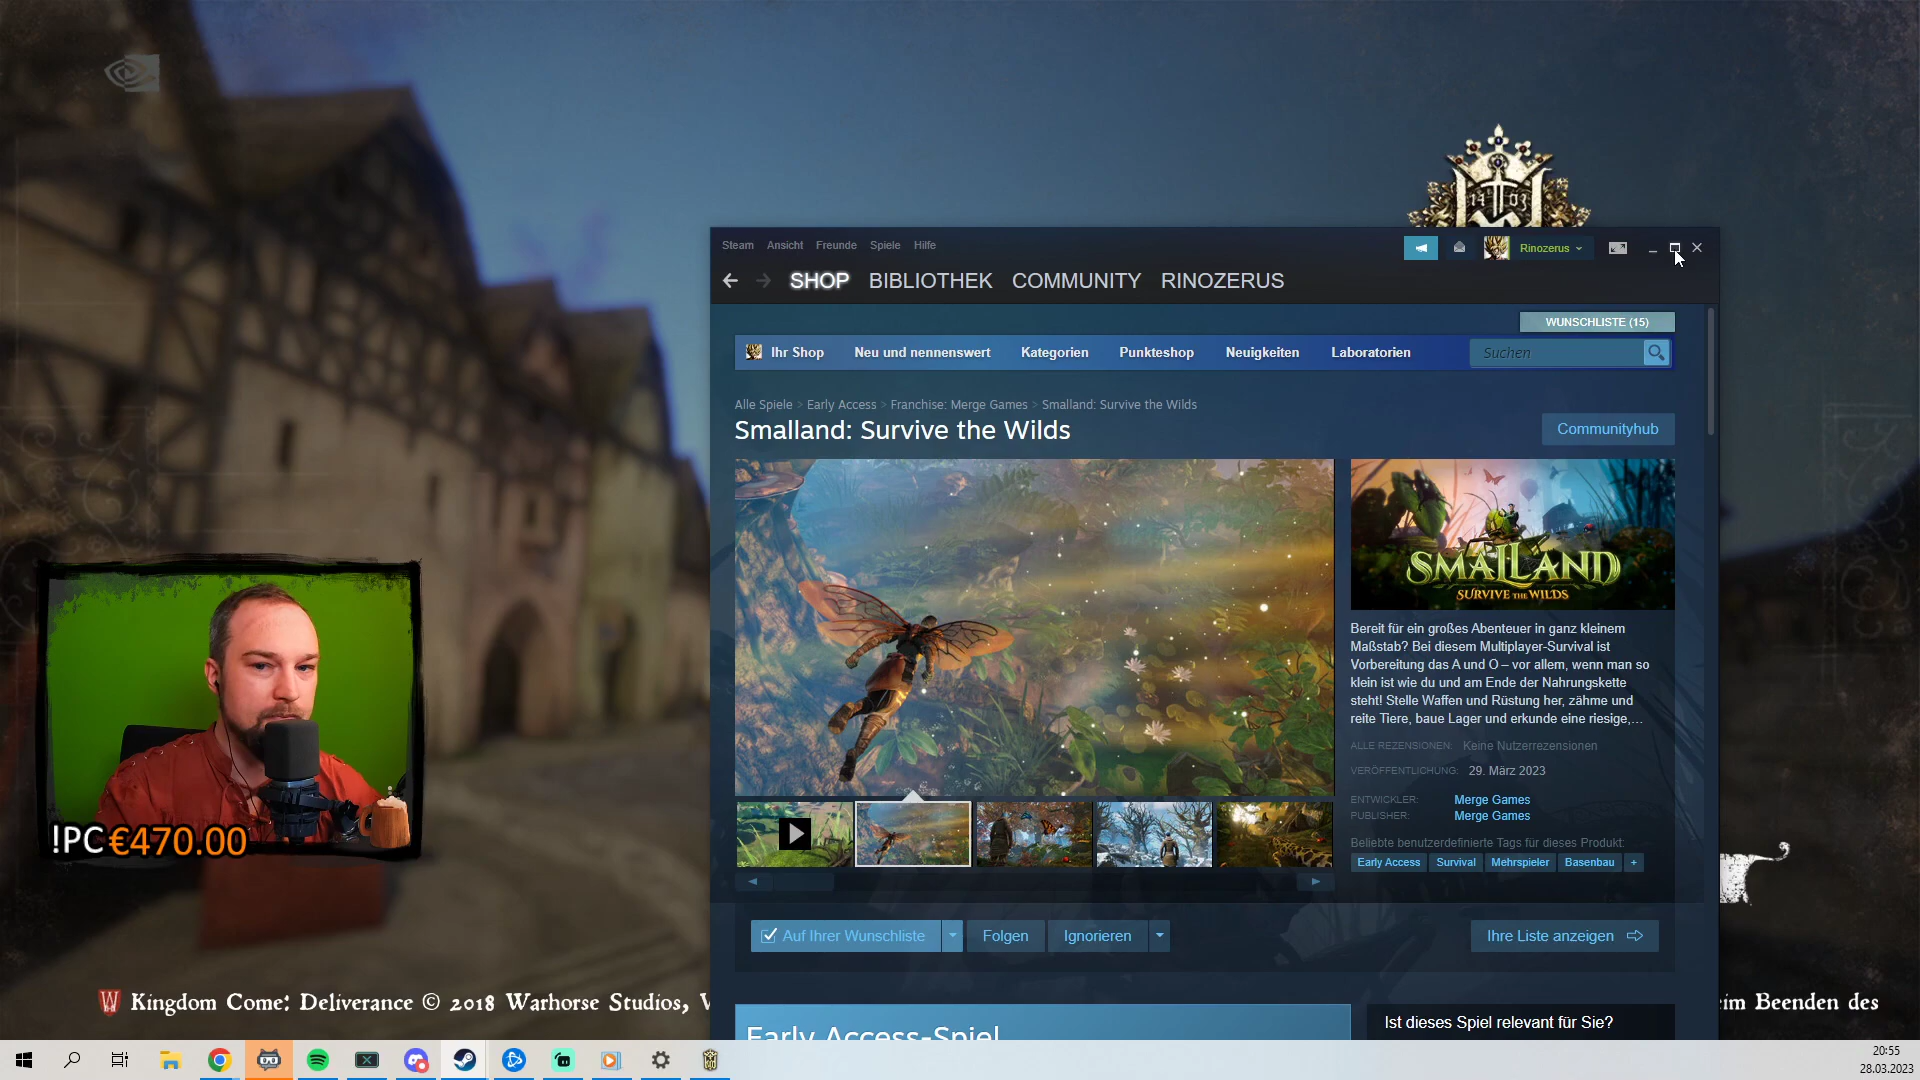 Steam Ansicht Freunde Spiele Hilfe
Rinozerus
SHOP BIBLIOTHEK COMMUNITY RINOZERUS
WUNSCHLISTE (15)
Ihr Shop Neu und nennenswert Kategorien Punkteshop Neuigkeiten Laboratorien Suchen
Alle Spiele > Early Access > Franchise: Merge Games > Smalland: Survive the Wilds
Smalland: Survive the Wilds
Communityhub
SMALLAND
SURVIVE THE WILDS
Bereit für ein großes Abenteuer in ganz kleinem
Maßstab? Bei diesem Multiplayer-Survival ist
Vorbereitung das A und O – vor allem, wenn man so
klein ist wie du und am Ende der Nahrungskette
steht! Stelle Waffen und Rüstung her, zähme und
reite Tiere, baue Lager und erkunde eine riesige,...
ALLE REZENSIONEN: Keine Nutzerrezensionen
VERÖFFENTLICHUNG: 29. März 2023
ENTWICKLER: Merge Games
PUBLISHER: Merge Games
Beliebte benutzerdefinierte Tags für dieses Produkt:
Early Access Survival Mehrspieler Basenbau +
!PC €470.00
Auf Ihrer Wunschliste Folgen Ignorieren Ihre Liste anzeigen
Kingdom Come: Deliverance © 2018 Warhorse Studios,
im Beenden des
Early Access-Spiel
Ist dieses Spiel relevant für Sie?
20:55
28.03.2023